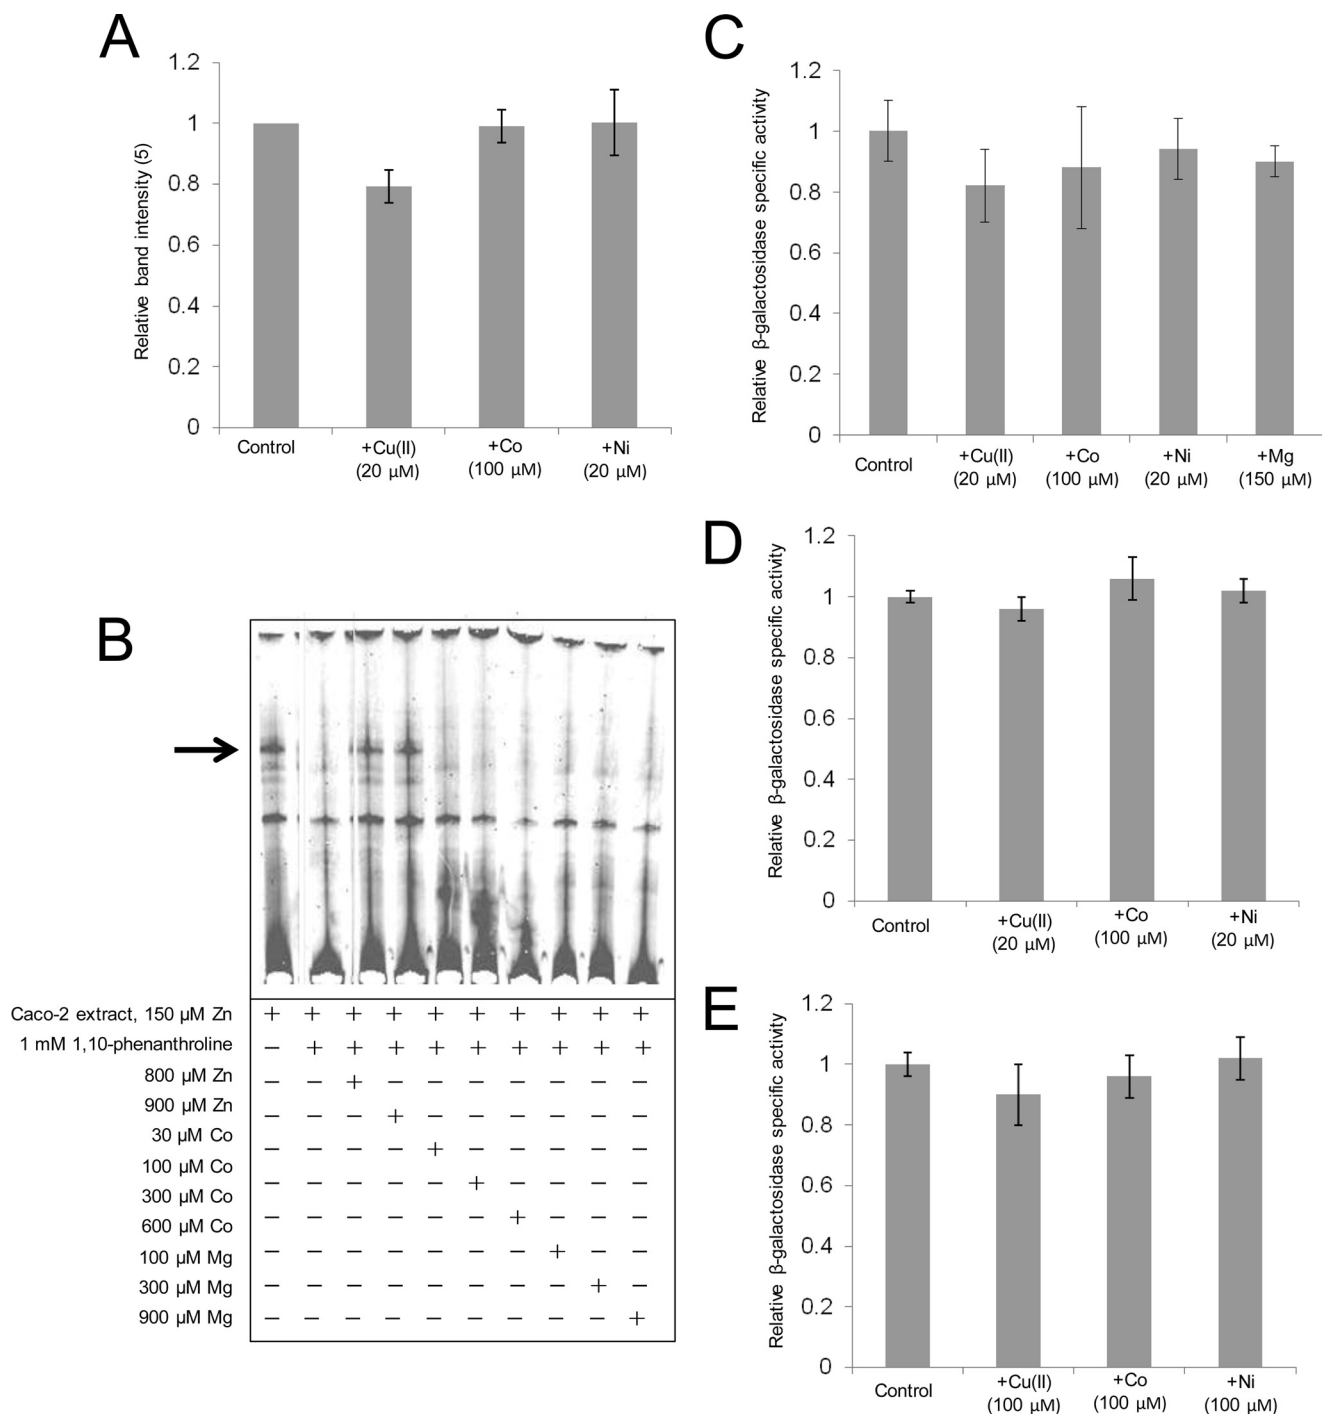 A
1.2
1
0.8
0.6
0.4
0.2
0
Relative band intensity (5)
Control
+Cu(II)
(20 µM)
+Co
(100 µM)
+Ni
(20 µM)
B
Caco-2 extract, 150 µM Zn + + + + + + + + + +
1 mM 1,10-phenanthroline – + + + + + + + + +
800 µM Zn – – + – – – – – – –
900 µM Zn – – – + – – – – – –
30 µM Co – – – – + – – – – –
100 µM Co – – – – – + – – – –
300 µM Co
600 µM Co – – – – – – + – – –
100 µM Mg – – – – – – – + – –
300 µM Mg – – – – – – – – + –
900 µM Mg – – – – – – – – – +
C
1.2
1
0.8
0.6
0.4
0.2
0
Relative β-galactosidase specific activity
Control
+Cu(II)
(20 µM)
+Co
(100 µM)
+Ni
(20 µM)
+Mg
(150 µM)
D
1.2
1
0.8
0.6
0.4
0.2
0
Relative β-galactosidase specific activity
Control
+Cu(II)
(20 µM)
+Co
(100 µM)
+Ni
(20 µM)
E
1.2
1
0.8
0.6
0.4
0.2
0
Relative β-galactosidase specific activity
Control
+Cu(II)
(100 µM)
+Co
(100 µM)
+Ni
(100 µM)